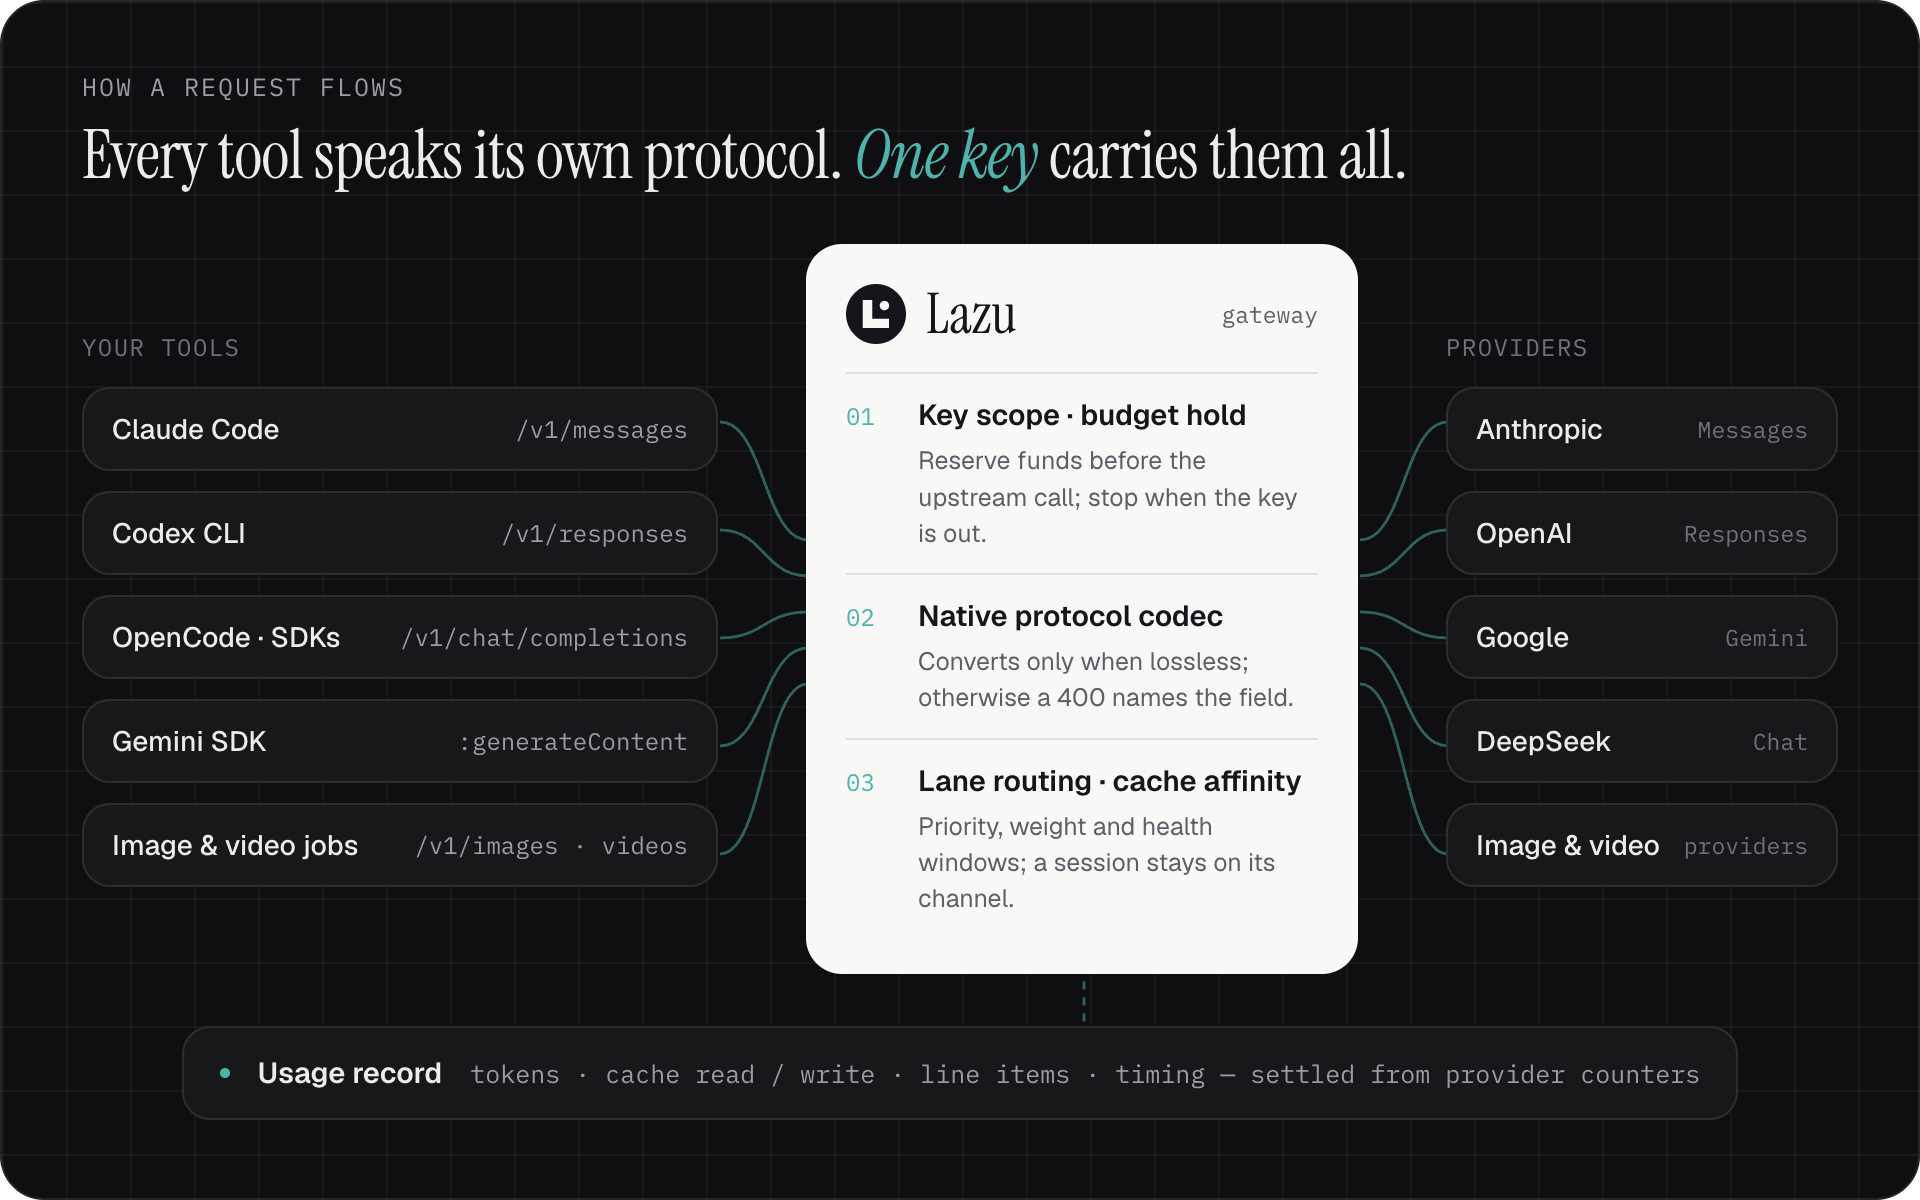 HOW A REQUEST FLOWS
Every tool speaks its own protocol. One key carries them all.
YOUR TOOLS
Claude Code /v1/messages
Codex CLI /v1/responses
OpenCode · SDKs /v1/chat/completions
Gemini SDK :generateContent
Image & video jobs /v1/images · videos
Lazu gateway
01 Key scope · budget hold
Reserve funds before the
upstream call; stop when the key
is out.
02 Native protocol codec
Converts only when lossless;
otherwise a 400 names the field.
03 Lane routing · cache affinity
Priority, weight and health
windows; a session stays on its
channel.
PROVIDERS
Anthropic Messages
OpenAI Responses
Google Gemini
DeepSeek Chat
Image & video providers
Usage record tokens · cache read / write · line items · timing — settled from provider counters